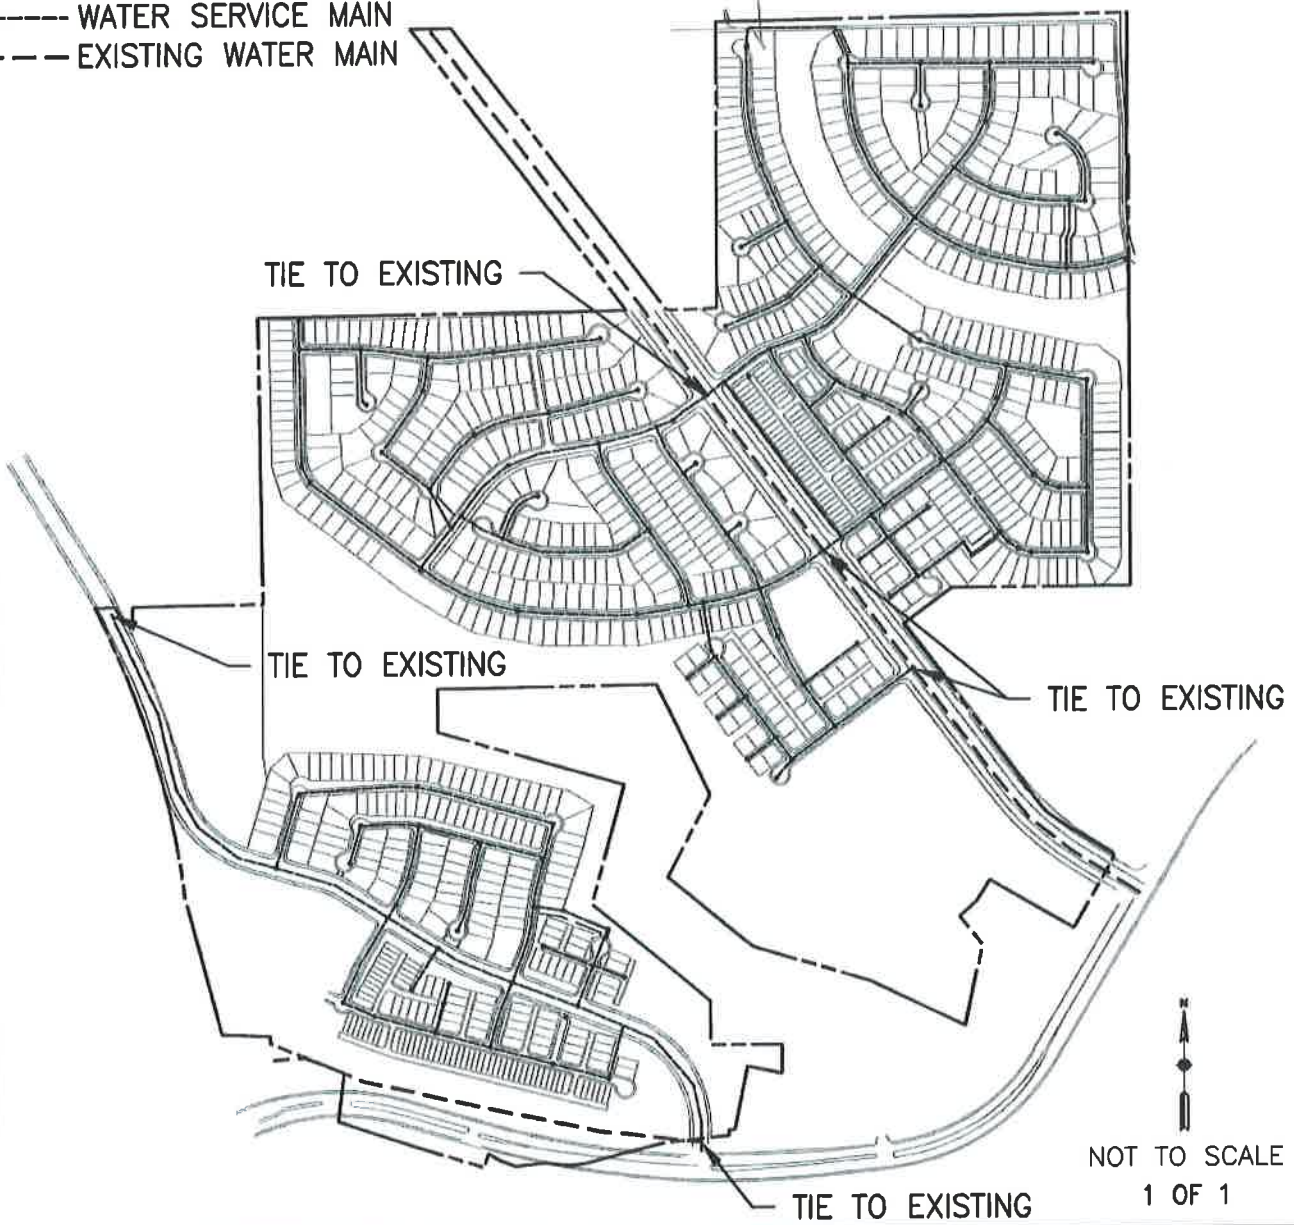 WATER SERVICE MAIN
EXISTING WATER MAIN
TIE TO EXISTING
TIE TO EXISTING
TIE TO EXISTING
N
NOT TO SCALE
1 OF 1
TIE TO EXISTING